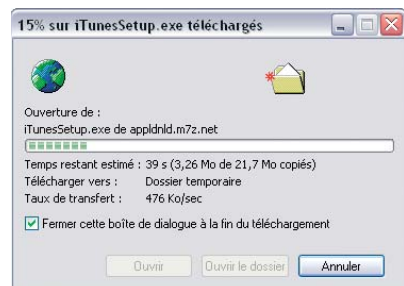 15% sur iTunesSetup.exe téléchargés
Ouverture de :
iTunesSetup.exe de appldnld.m7z.net
Temps restant estimé : 39 s (3,26 Mo de 21,7 Mo copiés)
Télécharger vers : Dossier temporaire
Taux de transfert : 476 Ko/sec
Fermer cette boîte de dialogue à la fin du téléchargement
Ouvrir Ouvrir le dossier Annuler